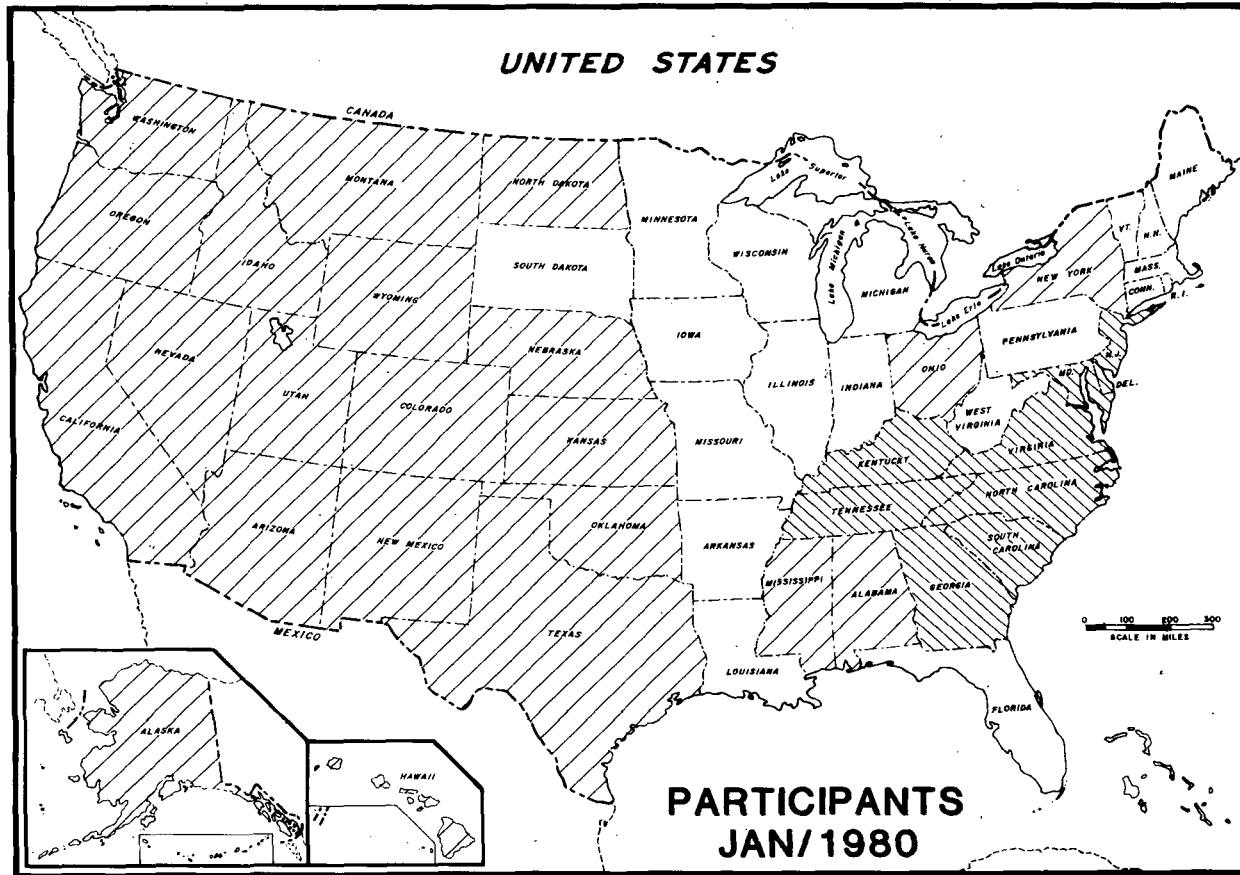 UNITED STATES
CANADA
WASHINGTON
MONTANA
NORTH DAKOTA
MINNESOTA
Lake Superior
MAINE
OREGON
IDAHO
WYOMING
SOUTH DAKOTA
WISCONSIN
Lake Michigan
Lake Huron
MICHIGAN
Lake Ontario
Lake Erie
NEW YORK
VT.
N.H.
MASS.
CONN.
R.I.
NEVADA
UTAH
COLORADO
NEBRASKA
IOWA
ILLINOIS
INDIANA
OHIO
PENNSYLVANIA
N.J.
MD.
DEL.
CALIFORNIA
KANSAS
MISSOURI
KENTUCKY
WEST
VIRGINIA
VIRGINIA
ARIZONA
NEW MEXICO
OKLAHOMA
ARKANSAS
TENNESSEE
NORTH CAROLINA
SOUTH
CAROLINA
MEXICO
TEXAS
LOUISIANA
MISSISSIPPI
ALABAMA
GEORGIA
FLORIDA
0 100 200 300
SCALE IN MILES
ALASKA
HAWAII
PARTICIPANTS
JAN/1980